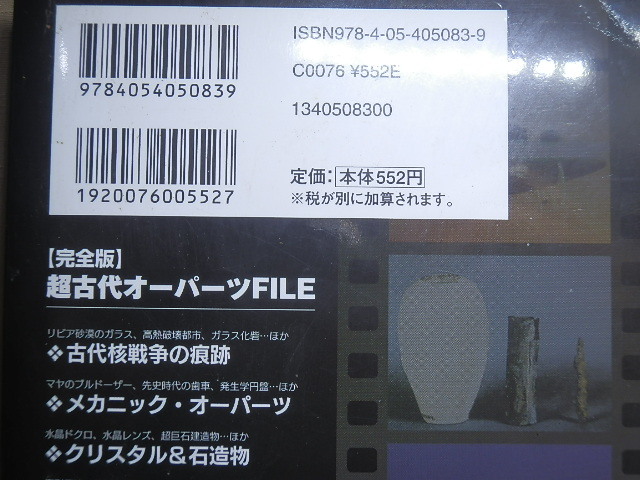 ISBN978-4-05-405083-9
9784054050839
C0076 ¥552E
1340508300
1920076005527
定価:本体552円
※税が別に加算されます。
【完全版】
超古代オーパーツFILE
リビア砂漠のガラス、高熱破壊都市、ガラス化砦…ほか
❖古代核戦争の痕跡
マヤのブルドーザー、先史時代の歯車、発生学円盤…ほか
❖メカニック・オーパーツ
水晶ドクロ、水晶レンズ、超巨石建造物…ほか
❖クリスタル&石造物